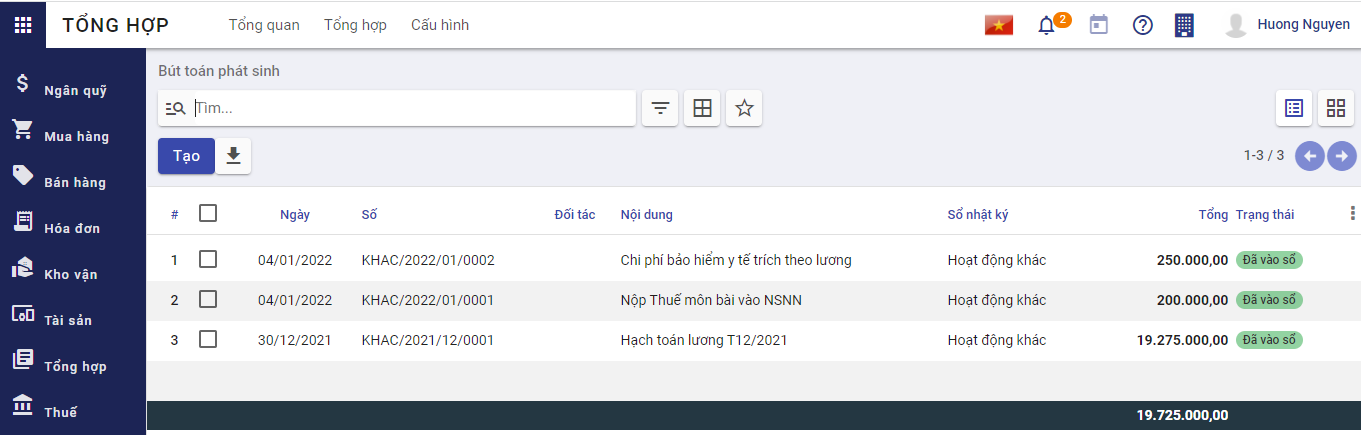 TỔNG HỢP Tổng quan Tổng hợp Cấu hình 2 Huong Nguyen
Ngân quỹ
Mua hàng
Bán hàng
Hóa đơn
Kho vận
Tài sản
Tổng hợp
Thuế
Bút toán phát sinh
Tìm...
Tạo 1-3 / 3
# Ngày Số Đối tác Nội dung Sổ nhật ký Tổng Trạng thái
1 04/01/2022 KHAC/2022/01/0002 Chi phí bảo hiểm y tế trích theo lương Hoạt động khác 250.000,00 Đã vào sổ
2 04/01/2022 KHAC/2022/01/0001 Nộp Thuế môn bài vào NSNN Hoạt động khác 200.000,00 Đã vào sổ
3 30/12/2021 KHAC/2021/12/0001 Hạch toán lương T12/2021 Hoạt động khác 19.275.000,00 Đã vào sổ
19.725.000,00